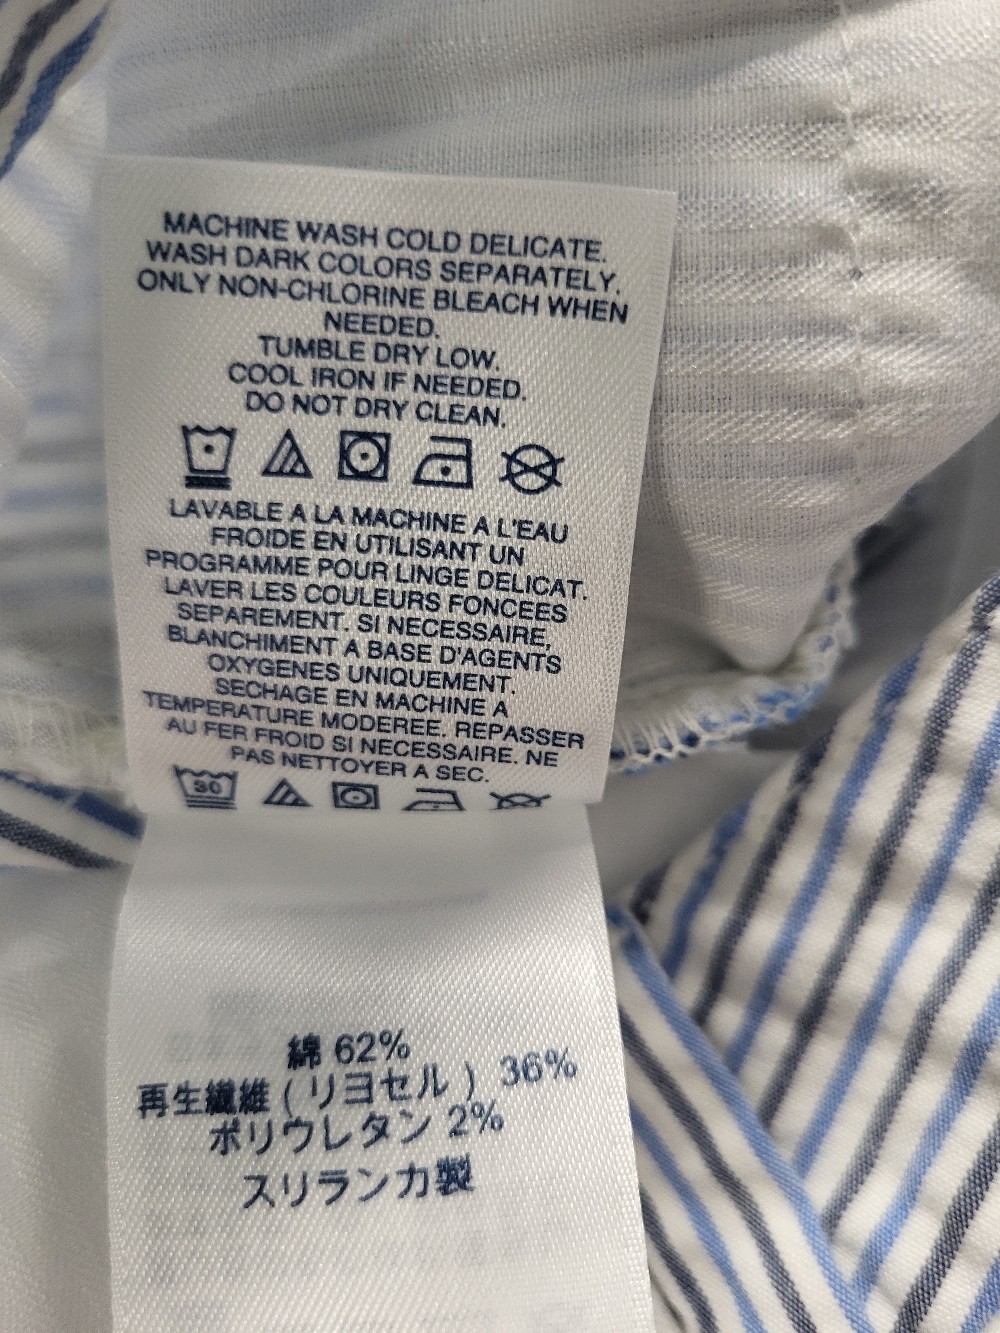 MACHINE WASH COLD DELICATE.
WASH DARK COLORS SEPARATELY.
ONLY NON-CHLORINE BLEACH WHEN
NEEDED.
TUMBLE DRY LOW.
COOL IRON IF NEEDED.
DO NOT DRY CLEAN.
LAVABLE A LA MACHINE A L'EAU
FROIDE EN UTILISANT UN
PROGRAMME POUR LINGE DELICAT.
LAVER LES COULEURS FONCEES
SEPAREMENT. SI NECESSAIRE,
BLANCHIMENT A BASE D'AGENTS
OXYGENES UNIQUEMENT.
SECHAGE EN MACHINE A
TEMPERATURE MODEREE. REPASSER
AU FER FROID SI NECESSAIRE. NE
PAS NETTOYER A SEC.
30
綿 62%
再生繊維 ( リヨセル ) 36%
ポリウレタン 2%
スリランカ製